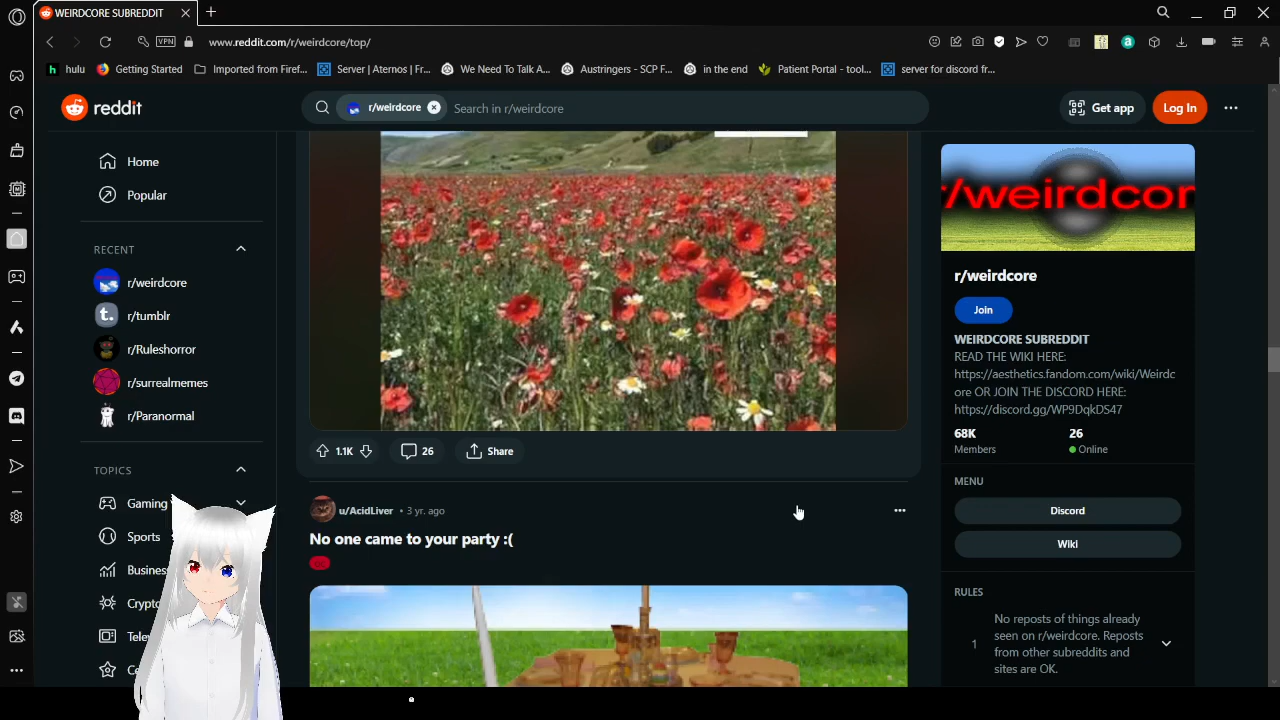 WEIRDCORE SUBREDDIT
VPN
www.reddit.com/r/weirdcore/top/
hulu
Getting Started
Imported from Firef...
Server | Aternos | Fr...
We Need To Talk A...
Austringers - SCP F...
in the end
Patient Portal - tool...
server for discord fr...
reddit
r/weirdcore
Search in r/weirdcore
Get app
Log In
Home
Popular
RECENT
r/weirdcore
r/tumblr
r/Ruleshorror
r/surrealmemes
r/Paranormal
TOPICS
Gaming
Sports
1.1K
26
Share
u/AcidLiver • 3 yr. ago
No one came to your party :(
/r/weirdcor
r/weirdcore
Join
WEIRDCORE SUBREDDIT
READ THE WIKI HERE:
https://aesthetics.fandom.com/wiki/Weirdc
ore OR JOIN THE DISCORD HERE:
https://discord.gg/WP9DqkDS47
68K
Members
26
Online
MENU
Discord
Wiki
RULES
1
No reposts of things already
seen on r/weirdcore. Reposts
from other subreddits and
sites are OK.